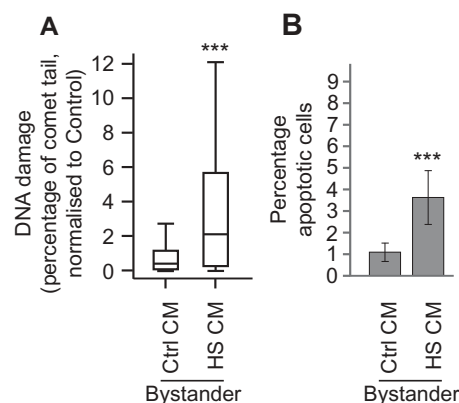 A
DNA damage
(percentage of comet tail,
normalised to Control)
12
10
8
6
4
2
0
***
Ctrl CM
HS CM
Bystander
B
Percentage
apoptotic cells
9
8
7
6
5
4
3
2
1
0
***
Ctrl CM
HS CM
Bystander